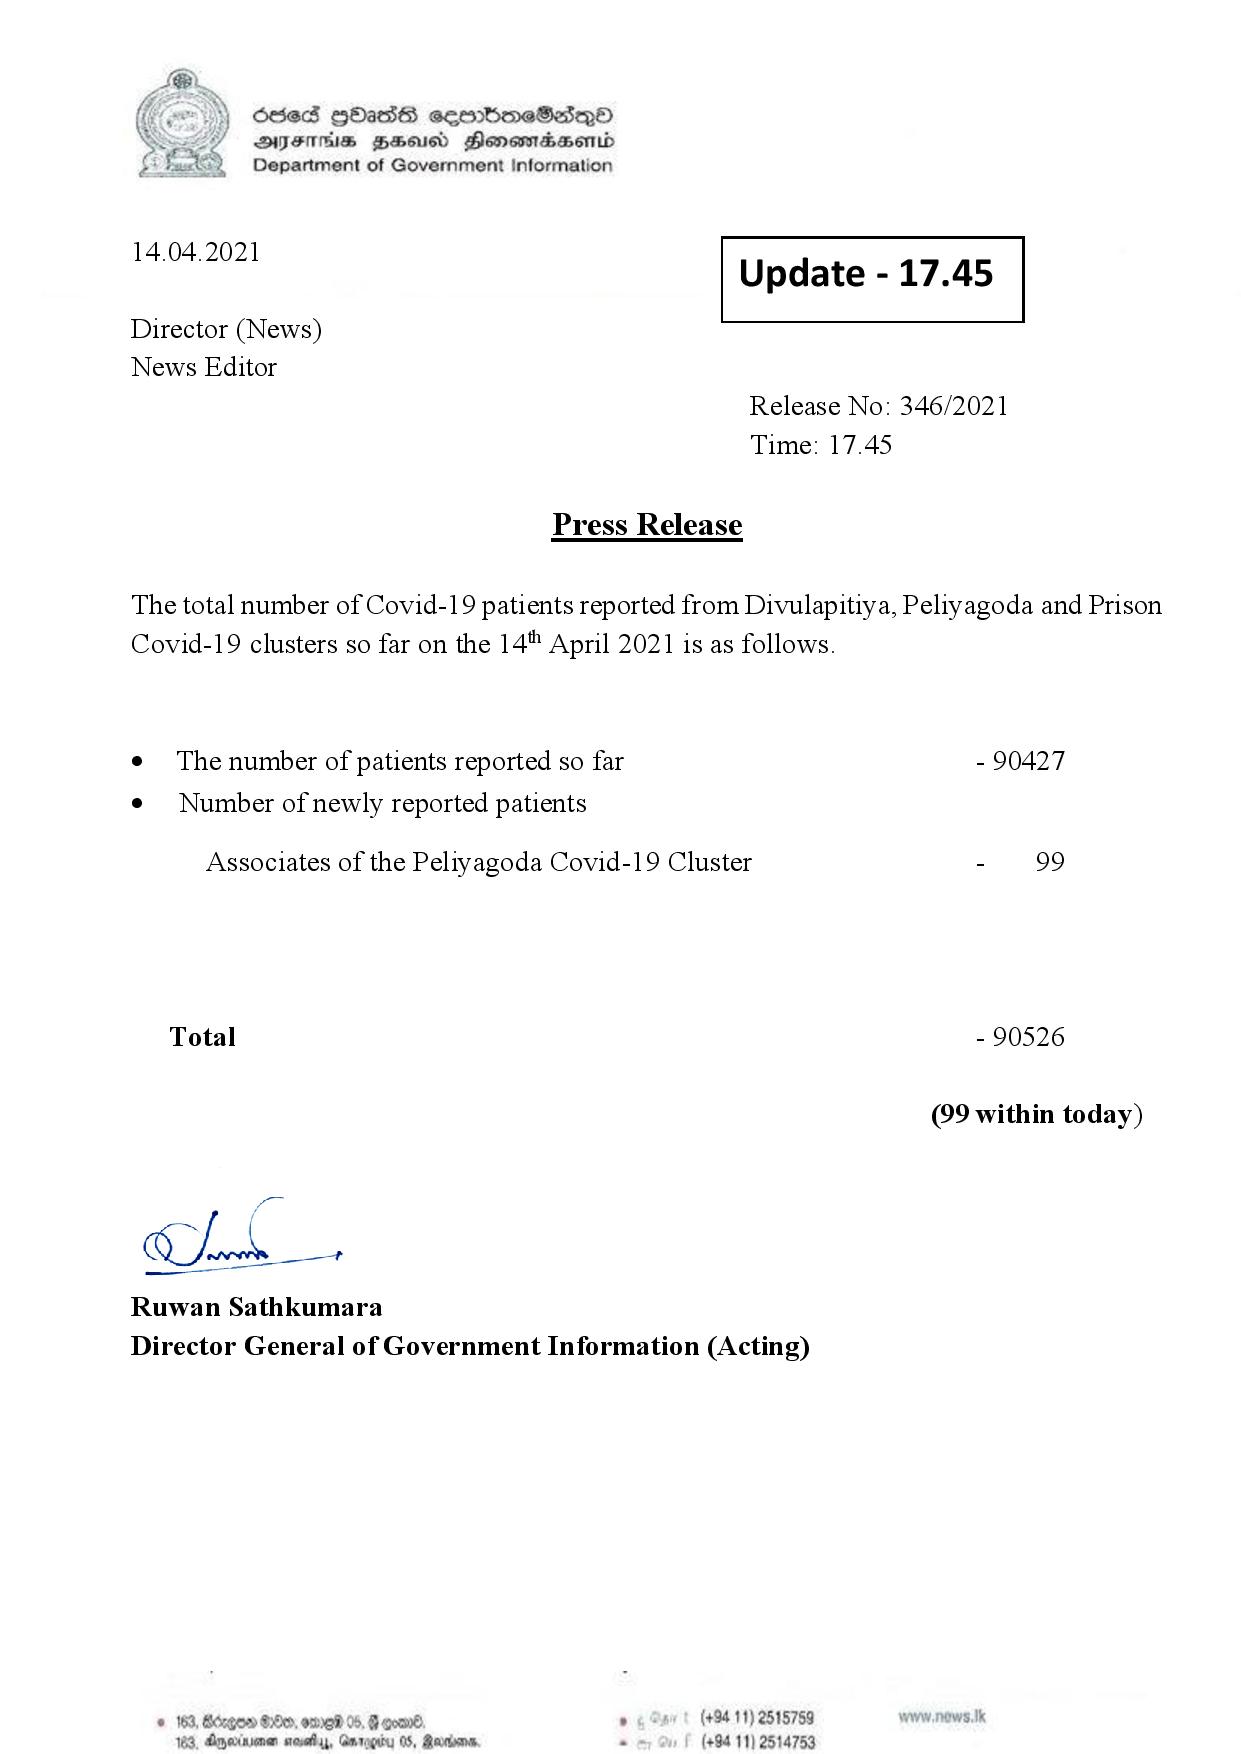 රජයේ ප්‍රවෘත්ති දෙපාර්තමේන්තුව
அரசாங்க தகவல் திணைக்களம்
Department of Government Information
14.04.2021
Update - 17.45
Director (News)
News Editor
Release No: 346/2021
Time: 17.45
Press Release
The total number of Covid-19 patients reported from Divulapitiya, Peliyagoda and Prison
Covid-19 clusters so far on the 14th April 2021 is as follows.
• The number of patients reported so far - 90427
• Number of newly reported patients
Associates of the Peliyagoda Covid-19 Cluster - 99
Total - 90526
(99 within today)
Ruwan Sathkumara
Director General of Government Information (Acting)
163, කිරුලපන මාවත, කොළඹ 05, ශ්‍රී ලංකාව.
163, கிருலப்பனை எவனியூ, கொழும்பு 05, இலங்கை.
(+94 11) 2515759
(+94 11) 2514753
www.news.lk